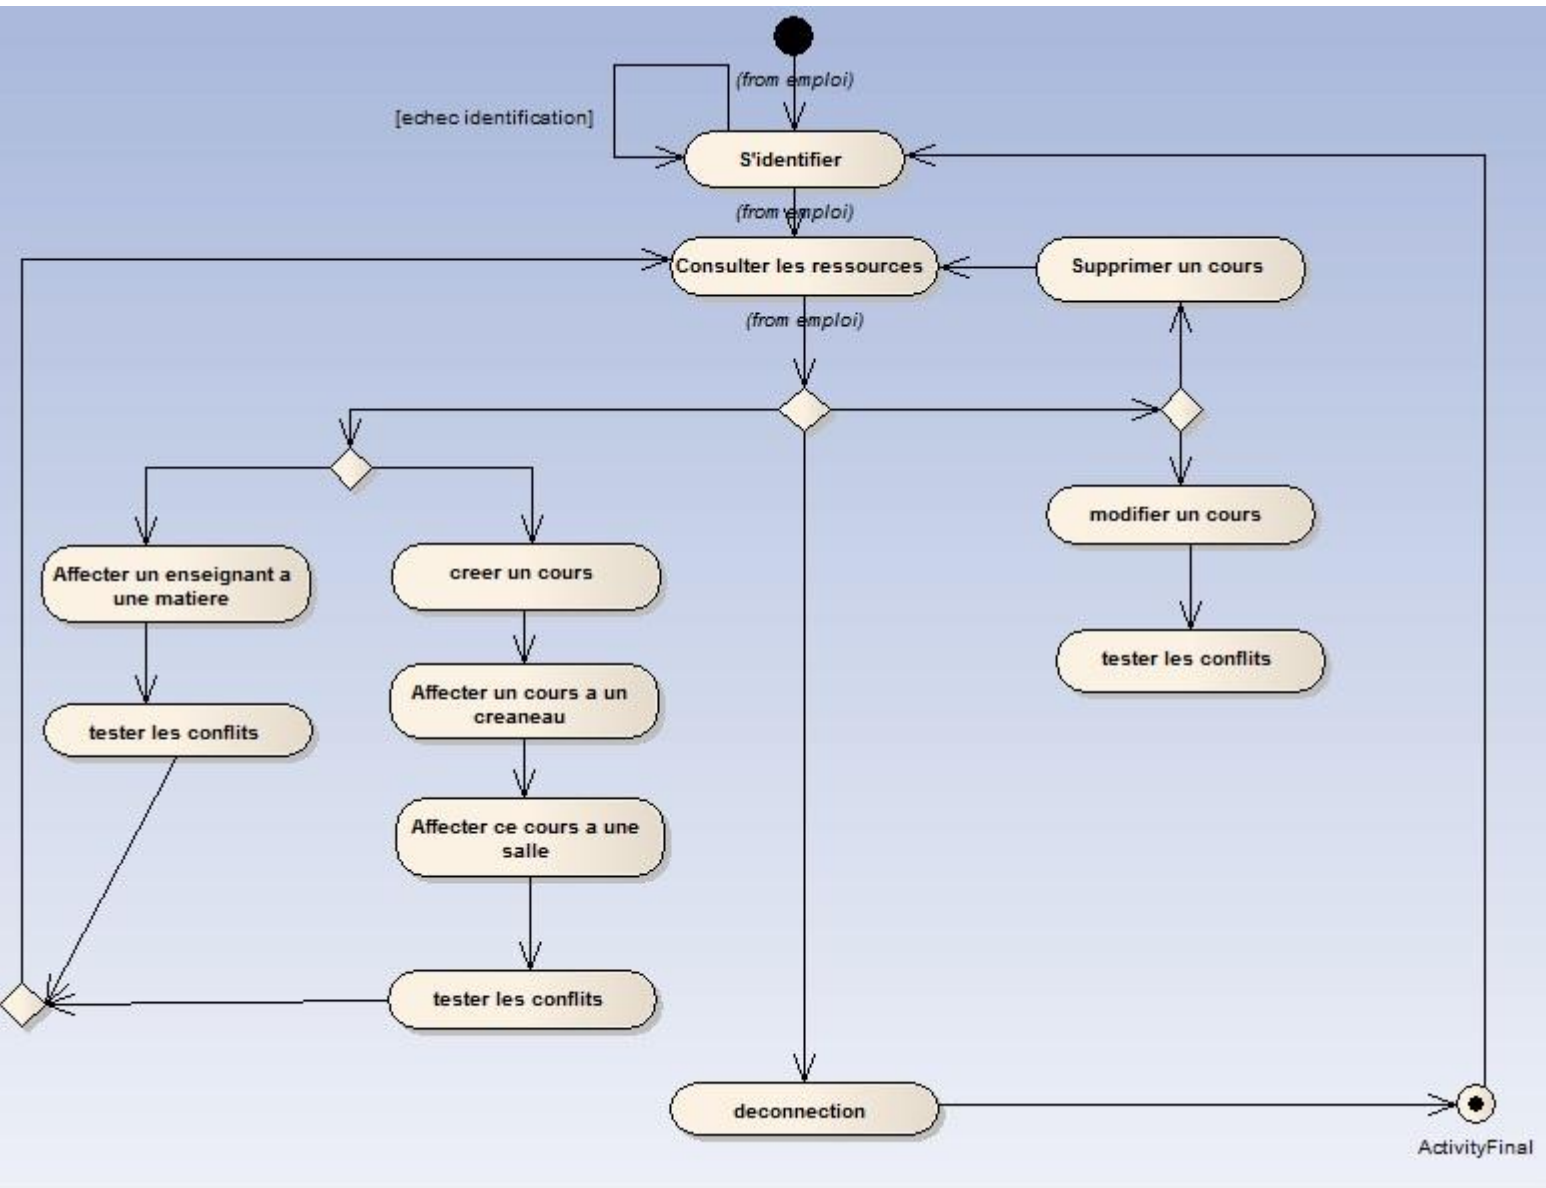 (from emploi)
[echec identification]
S'identifier
(from emploi)
Consulter les ressources
Supprimer un cours
(from emploi)
modifier un cours
Affecter un enseignant a
une matiere
creer un cours
tester les conflits
Affecter un cours a un
creaneau
tester les conflits
Affecter ce cours a une
salle
tester les conflits
deconnection
ActivityFinal